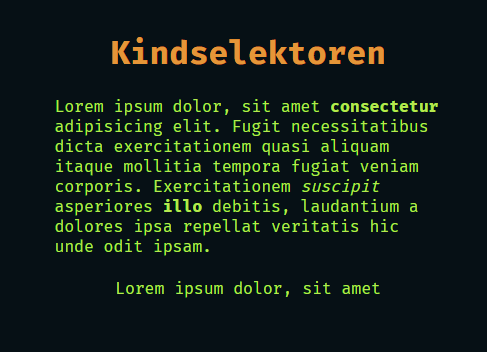 Kindselektoren
Lorem ipsum dolor, sit amet consectetur
adipisicing elit. Fugit necessitatibus
dicta exercitationem quasi aliquam
itaque mollitia tempora fugiat veniam
corporis. Exercitationem suscipit
asperiores illo debitis, laudantium a
dolores ipsa repellat veritatis hic
unde odit ipsam.
Lorem ipsum dolor, sit amet